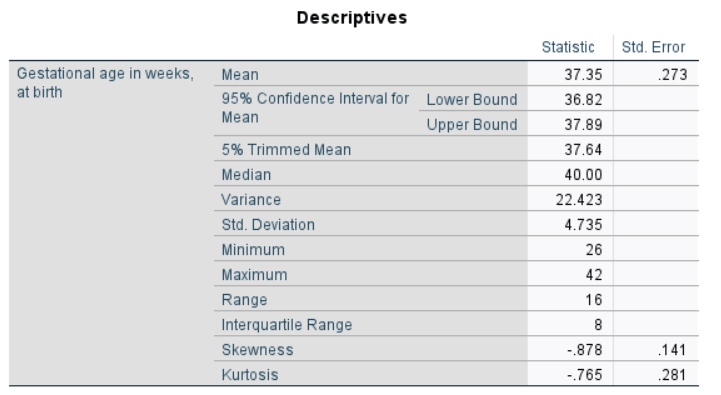 Descriptives
Statistic Std. Error
Gestational age in weeks, at birth Mean 37.35 .273
95% Confidence Interval for Mean Lower Bound 36.82
Upper Bound 37.89
5% Trimmed Mean 37.64
Median 40.00
Variance 22.423
Std. Deviation 4.735
Minimum 26
Maximum 42
Range 16
Interquartile Range 8
Skewness -.878 .141
Kurtosis -.765 .281